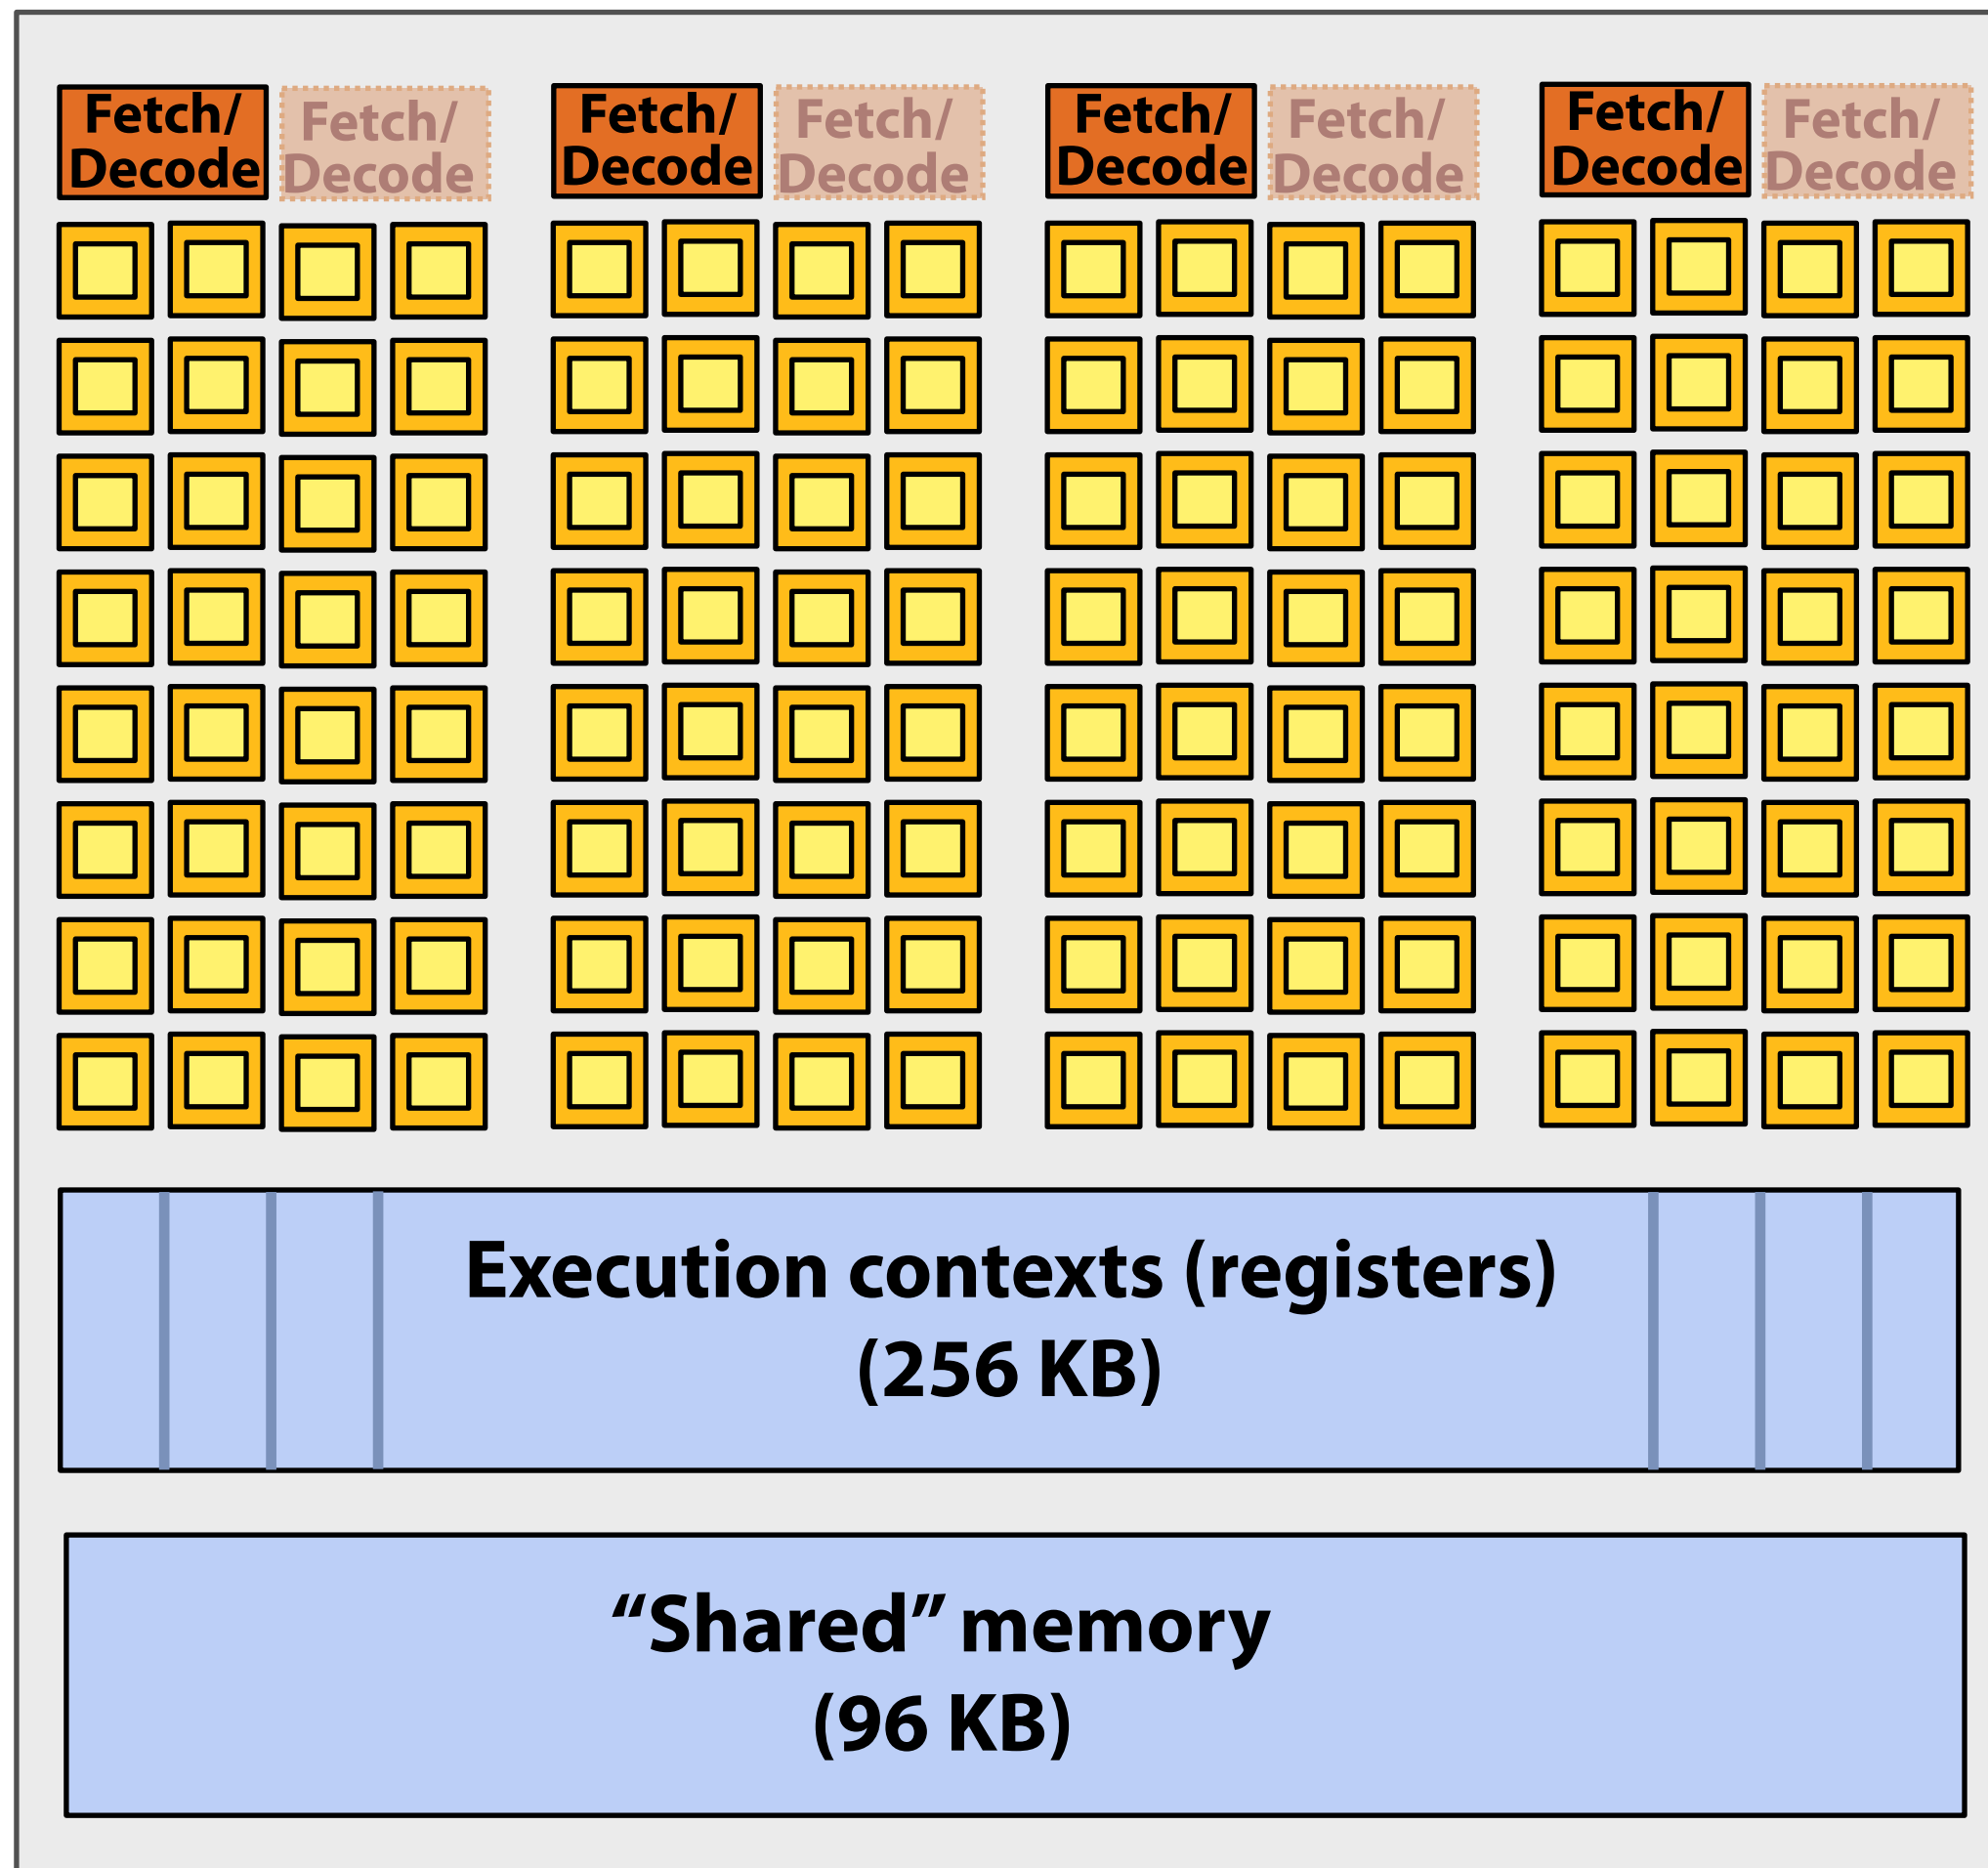 Fetch/
Decode
Fetch/
Decode
Fetch/
Decode
Fetch/
Decode
Fetch/
Decode
Fetch/
Decode
Fetch/
Decode
Fetch/
Decode
Execution contexts (registers)
(256 KB)
“Shared” memory
(96 KB)